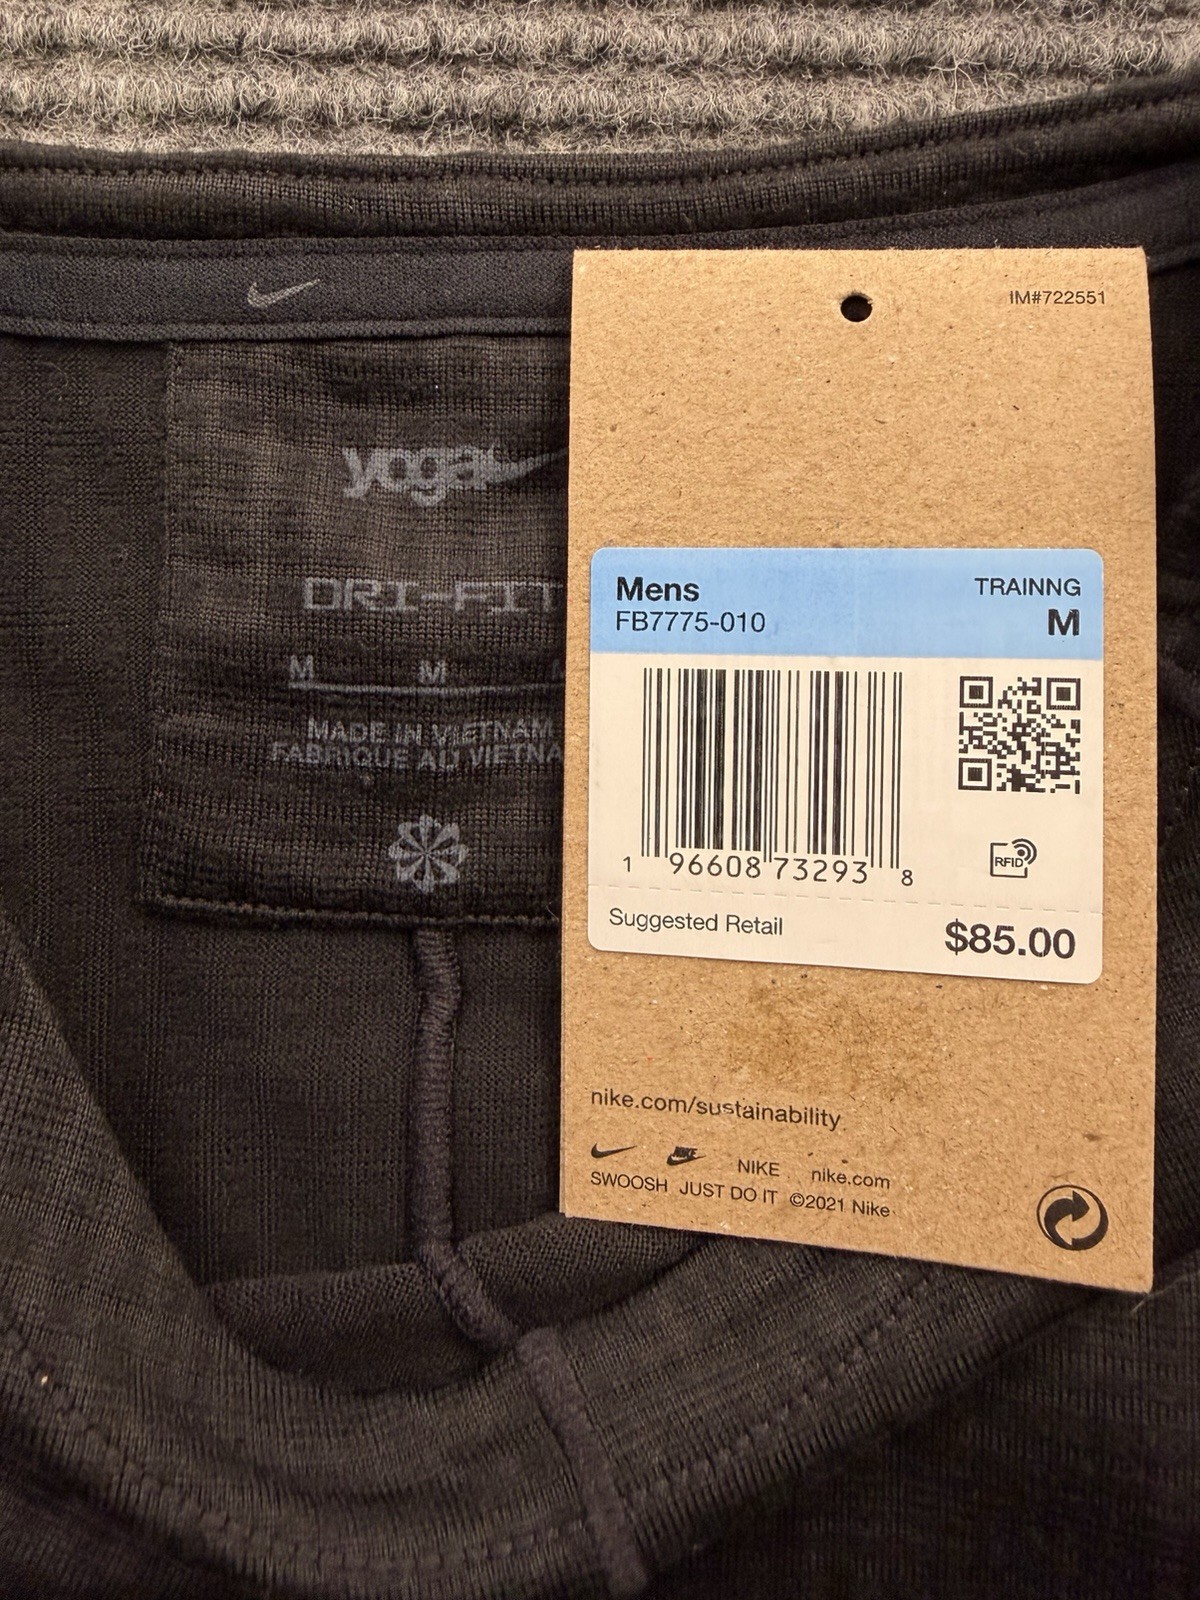 yoga
DRI-FIT
M M
MADE IN VIETNAM
FABRIQUE AU VIETNA
IM#722551
Mens
TRAINNG
FB7775-010
M
1 96608 73293 8
RFID
Suggested Retail
$85.00
nike.com/sustainability
NIKE NIKE nike.com
SWOOSH JUST DO IT ©2021 Nike